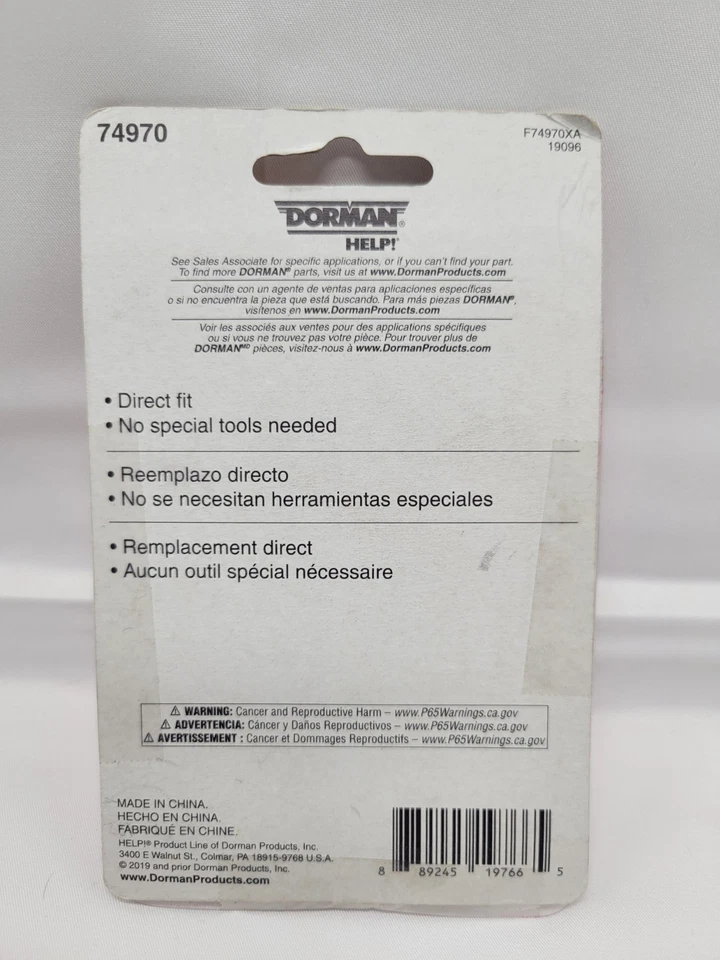 74970
F74970XA
19096
DORMAN®
HELP!®
See Sales Associate for specific applications, or if you can't find your part.
To find more DORMAN® parts, visit us at www.DormanProducts.com
Consulte con un agente de ventas para aplicaciones específicas
o si no encuentra la pieza que está buscando. Para más piezas DORMAN®,
visítenos en www.DormanProducts.com
Voir les associés aux ventes pour des applications spécifiques
ou si vous ne trouvez pas votre pièce. Pour trouver plus de
DORMANᴹᴰ pièces, visitez-nous à www.DormanProducts.com
• Direct fit
• No special tools needed
• Reemplazo directo
• No se necesitan herramientas especiales
• Remplacement direct
• Aucun outil spécial nécessaire
⚠ WARNING: Cancer and Reproductive Harm – www.P65Warnings.ca.gov
⚠ ADVERTENCIA: Cáncer y Daños Reproductivos – www.P65Warnings.ca.gov
⚠ AVERTISSEMENT : Cancer et Dommages Reproductifs – www.P65Warnings.ca.gov
MADE IN CHINA.
HECHO EN CHINA.
FABRIQUÉ EN CHINE.
HELP!® Product Line of Dorman Products, Inc.
3400 E Walnut St., Colmar, PA 18915-9768 U.S.A.
© 2019 and prior Dorman Products, Inc.
www.DormanProducts.com
8 89245 19766 5